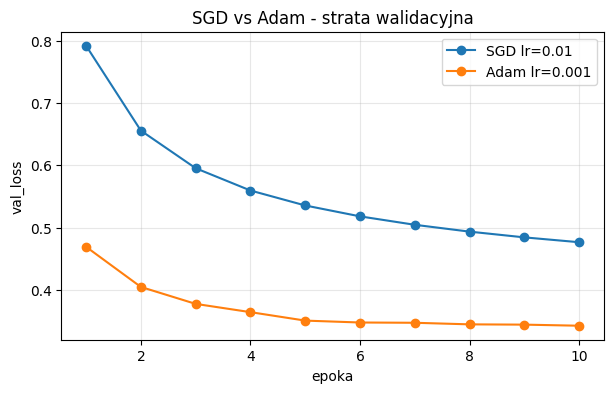 SGD vs Adam - strata walidacyjna
SGD lr=0.01
Adam lr=0.001
val_loss
0.8
0.7
0.6
0.5
0.4
2 4 6 8 10
epoka